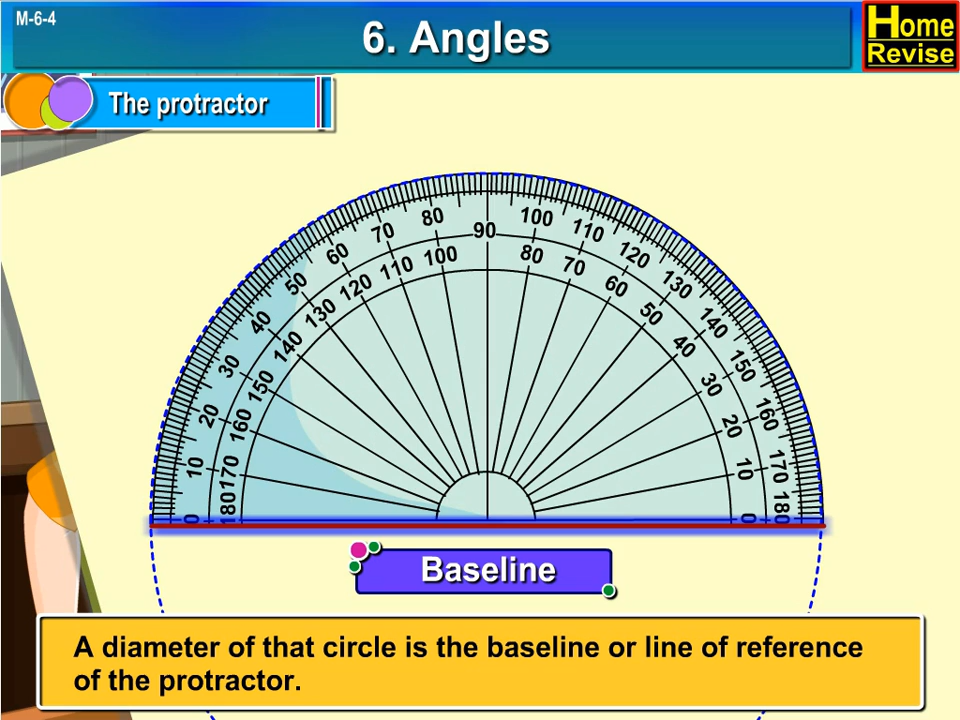 M-6-4
6. Angles
Home
Revise
The protractor
0 10 20 30 40 50 60 70 80 90 100 110 120 130 140 150 160 170 180
180 170 160 150 140 130 120 110 100 80 70 60 50 40 30 20 10 0
Baseline
A diameter of that circle is the baseline or line of reference
of the protractor.